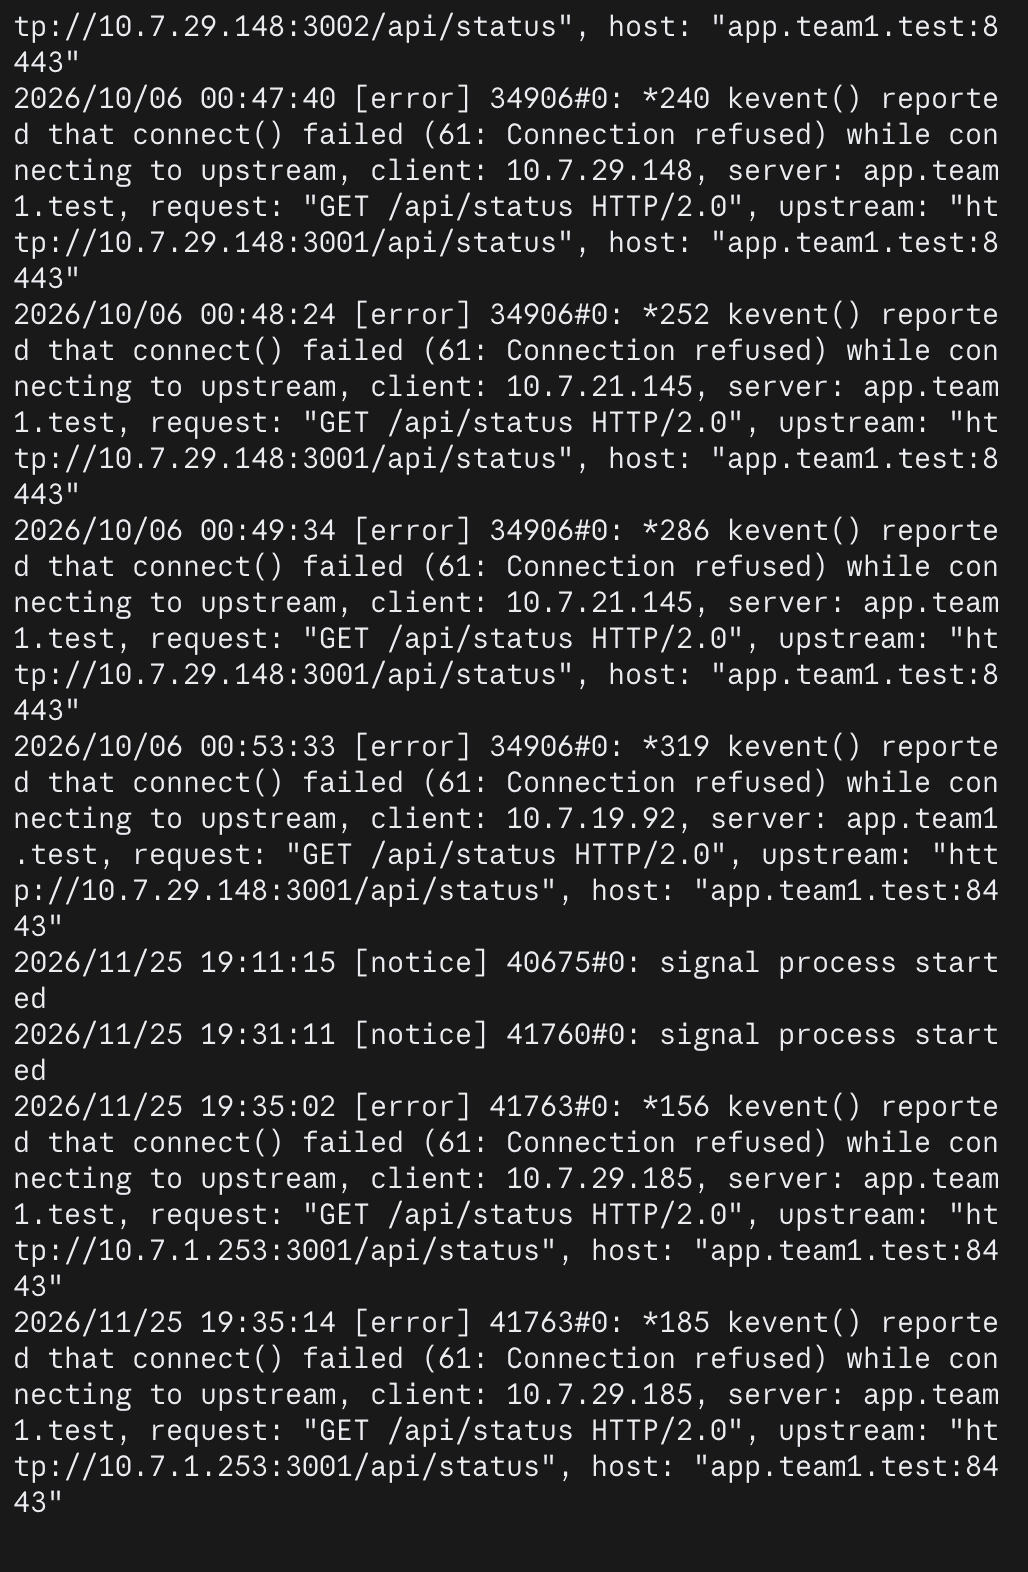 tp://10.7.29.148:3002/api/status", host: "app.team1.test:8
443"
2026/10/06 00:47:40 [error] 34906#0: *240 kevent() reporte
d that connect() failed (61: Connection refused) while con
necting to upstream, client: 10.7.29.148, server: app.team
1.test, request: "GET /api/status HTTP/2.0", upstream: "ht
tp://10.7.29.148:3001/api/status", host: "app.team1.test:8
443"
2026/10/06 00:48:24 [error] 34906#0: *252 kevent() reporte
d that connect() failed (61: Connection refused) while con
necting to upstream, client: 10.7.21.145, server: app.team
1.test, request: "GET /api/status HTTP/2.0", upstream: "ht
tp://10.7.29.148:3001/api/status", host: "app.team1.test:8
443"
2026/10/06 00:49:34 [error] 34906#0: *286 kevent() reporte
d that connect() failed (61: Connection refused) while con
necting to upstream, client: 10.7.21.145, server: app.team
1.test, request: "GET /api/status HTTP/2.0", upstream: "ht
tp://10.7.29.148:3001/api/status", host: "app.team1.test:8
443"
2026/10/06 00:53:33 [error] 34906#0: *319 kevent() reporte
d that connect() failed (61: Connection refused) while con
necting to upstream, client: 10.7.19.92, server: app.team1
.test, request: "GET /api/status HTTP/2.0", upstream: "htt
p://10.7.29.148:3001/api/status", host: "app.team1.test:84
43"
2026/11/25 19:11:15 [notice] 40675#0: signal process start
ed
2026/11/25 19:31:11 [notice] 41760#0: signal process start
ed
2026/11/25 19:35:02 [error] 41763#0: *156 kevent() reporte
d that connect() failed (61: Connection refused) while con
necting to upstream, client: 10.7.29.185, server: app.team
1.test, request: "GET /api/status HTTP/2.0", upstream: "ht
tp://10.7.1.253:3001/api/status", host: "app.team1.test:84
43"
2026/11/25 19:35:14 [error] 41763#0: *185 kevent() reporte
d that connect() failed (61: Connection refused) while con
necting to upstream, client: 10.7.29.185, server: app.team
1.test, request: "GET /api/status HTTP/2.0", upstream: "ht
tp://10.7.1.253:3001/api/status", host: "app.team1.test:84
43"